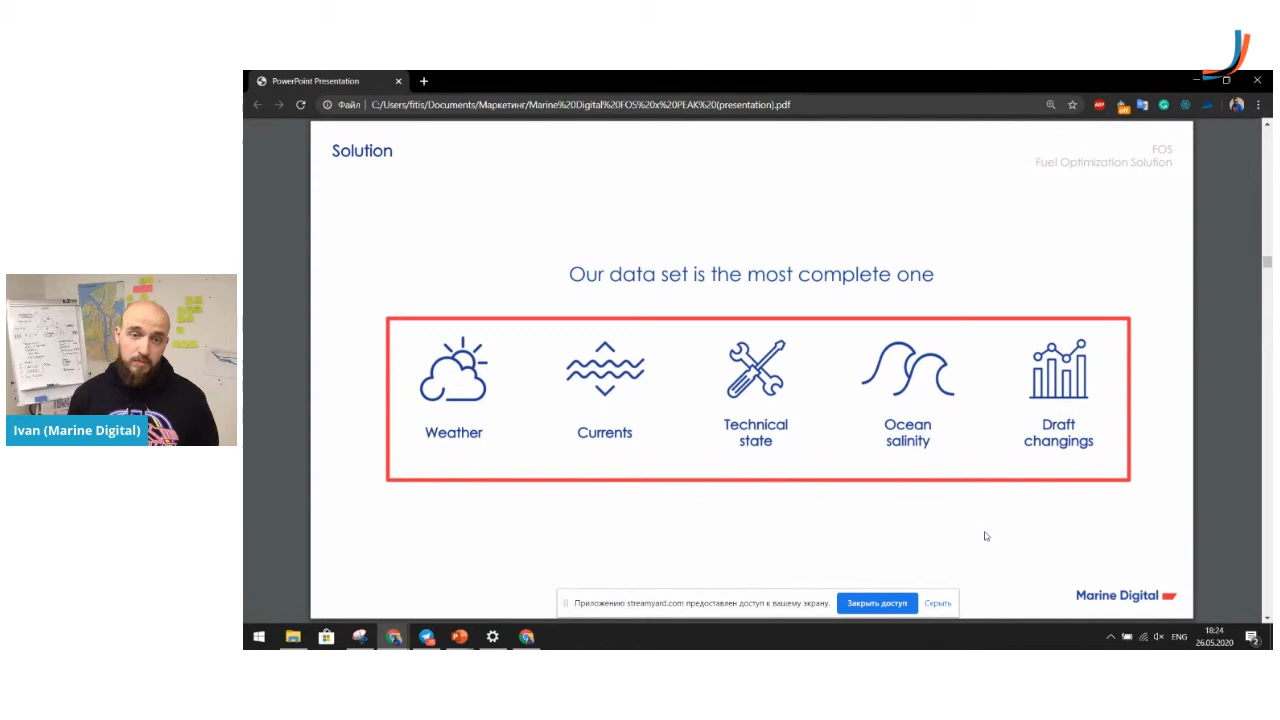 PowerPoint Presentation
Файл | C:/Users/fitis/Documents/Маркетинг/Marine%20Digital%20FOS%20x%20PEAK%20(presentation).pdf
ABP
off
Solution
FOS
Fuel Optimization Solution
Our data set is the most complete one
Weather
Currents
Technical
state
Ocean
salinity
Draft
changings
Ivan (Marine Digital)
Marine Digital
Приложению streamyard.com предоставлен доступ к вашему экрану.
Закрыть доступ
Скрыть
ENG
18:24
26.05.2020
2